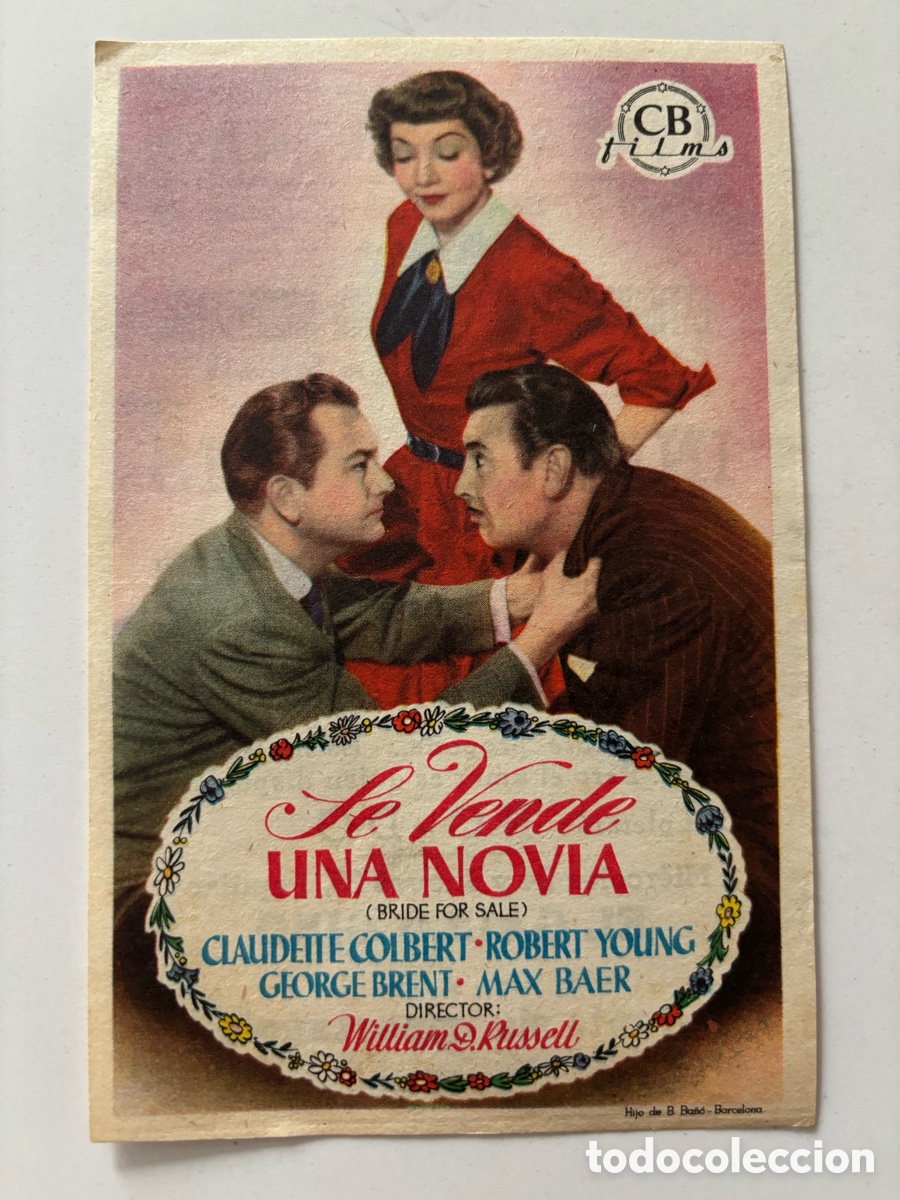 CB
films
Se Vende
UNA NOVIA
(BRIDE FOR SALE)
CLAUDETTE COLBERT · ROBERT YOUNG
GEORGE BRENT · MAX BAER
DIRECTOR:
William D. Russell
Hijo de B. Bañó - Barcelona
todocoleccion